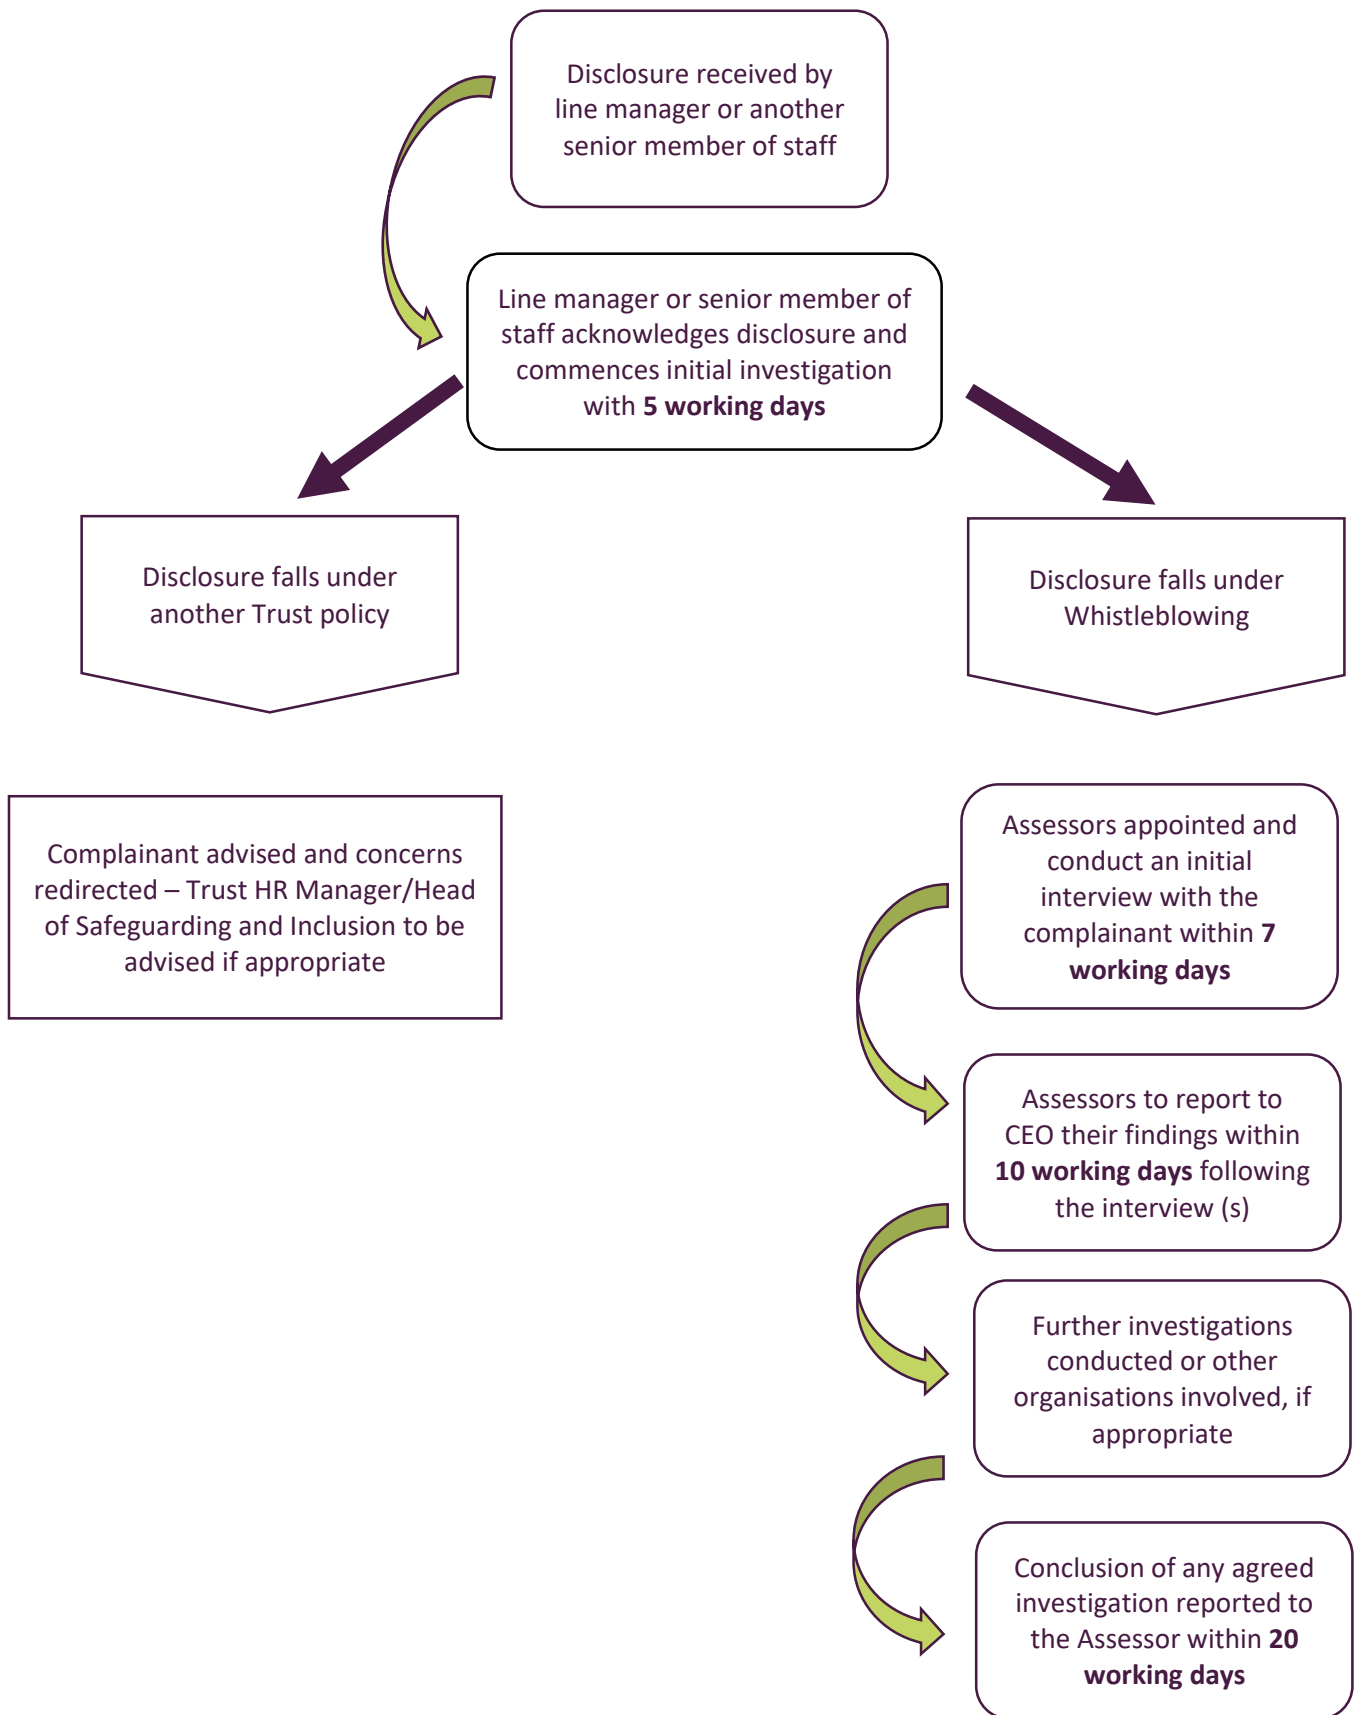 Disclosure received by
line manager or another
senior member of staff
Line manager or senior member of
staff acknowledges disclosure and
commences initial investigation
with 5 working days
Disclosure falls under
another Trust policy
Disclosure falls under
Whistleblowing
Complainant advised and concerns
redirected – Trust HR Manager/Head
of Safeguarding and Inclusion to be
advised if appropriate
Assessors appointed and
conduct an initial
interview with the
complainant within 7
working days
Assessors to report to
CEO their findings within
10 working days following
the interview (s)
Further investigations
conducted or other
organisations involved, if
appropriate
Conclusion of any agreed
investigation reported to
the Assessor within 20
working days